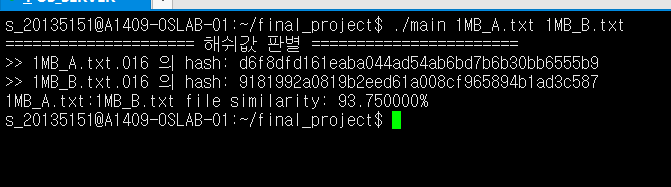 s_20135151@A1409-OSLAB-01:~/final_project$ ./main 1MB_A.txt 1MB_B.txt
==================== 해쉬값 판별 ======================
>> 1MB_A.txt.016 의 hash: d6f8dfd161eaba044ad54ab6bd7b6b30bb6555b9
>> 1MB_B.txt.016 의 hash: 9181992a0819b2eed61a008cf965894b1ad3c587
1MB_A.txt:1MB_B.txt file similarity: 93.750000%
s_20135151@A1409-OSLAB-01:~/final_project$